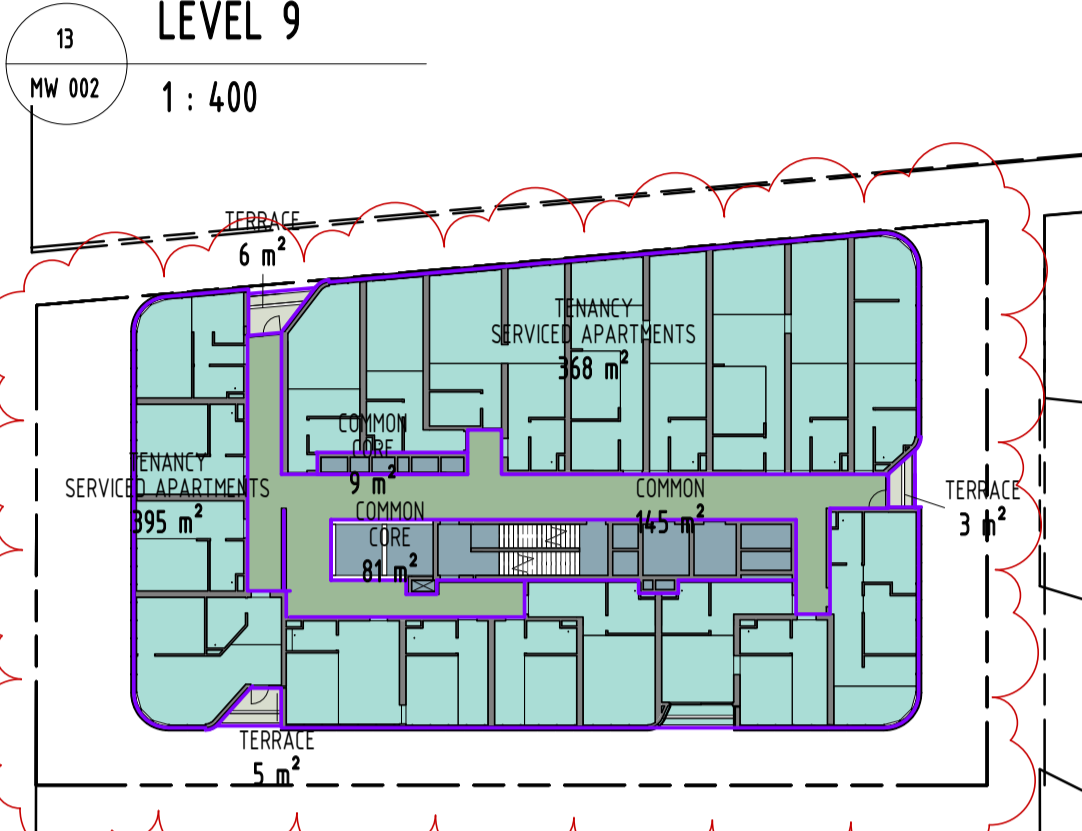 13
MW 002
LEVEL 9
1 : 400
TERRACE
6 m²
TENANCY
SERVICED APARTMENTS
368 m²
COMMON
CORE
9 m²
TENANCY
SERVICED APARTMENTS
395 m²
COMMON
CORE
81 m²
COMMON
145 m²
TERRACE
3 m²
TERRACE
5 m²